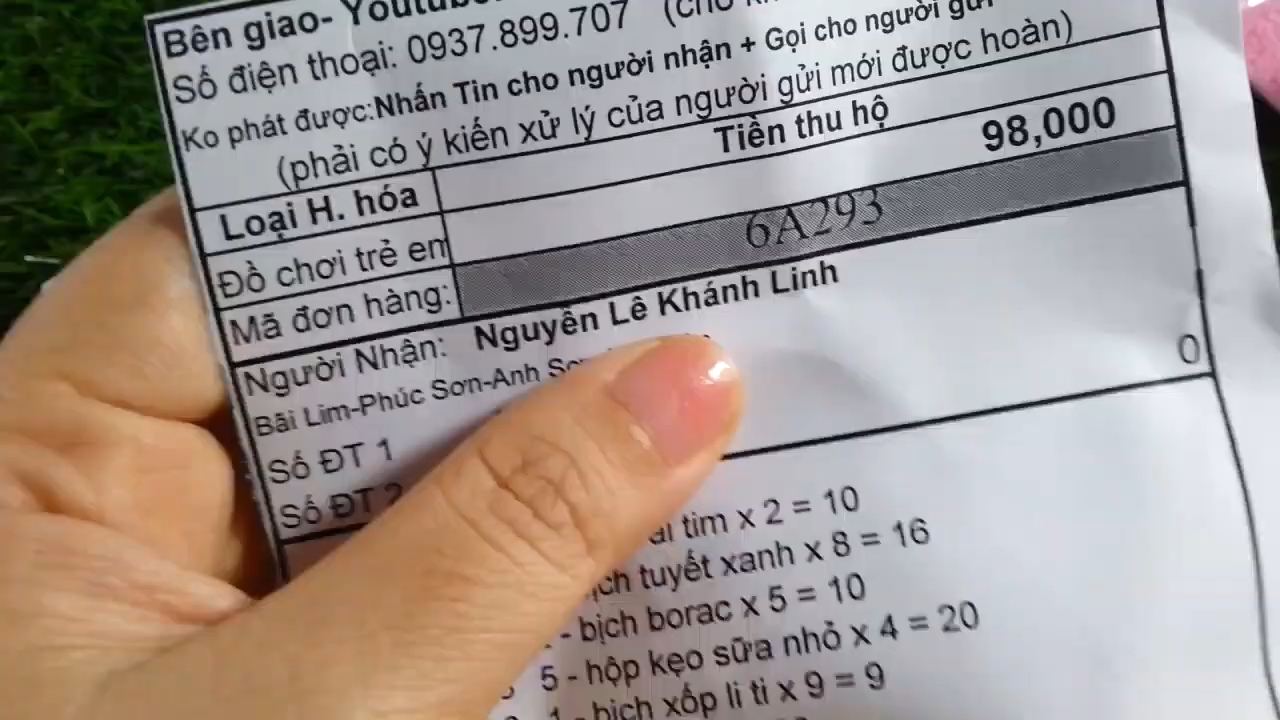 Bên giao- Youtube
Số điện thoại: 0937.899.707 (cho
Ko phát được:Nhấn Tin cho người nhận + Gọi cho người gửi
(phải có ý kiến xử lý của người gửi mới được hoàn)
Loại H. hóa Tiền thu hộ
Đồ chơi trẻ em 98,000
Mã đơn hàng: 6A293
Người Nhận: Nguyễn Lê Khánh Linh
Bãi Lim-Phúc Sơn-Anh
Số ĐT 1 0
Số ĐT 2
tim x 2 = 10
tuyết xanh x 8 = 16
- bịch borac x 5 = 10
5 - hộp kẹo sữa nhỏ x 4 = 20
1 - bịch xốp li ti x 9 = 9